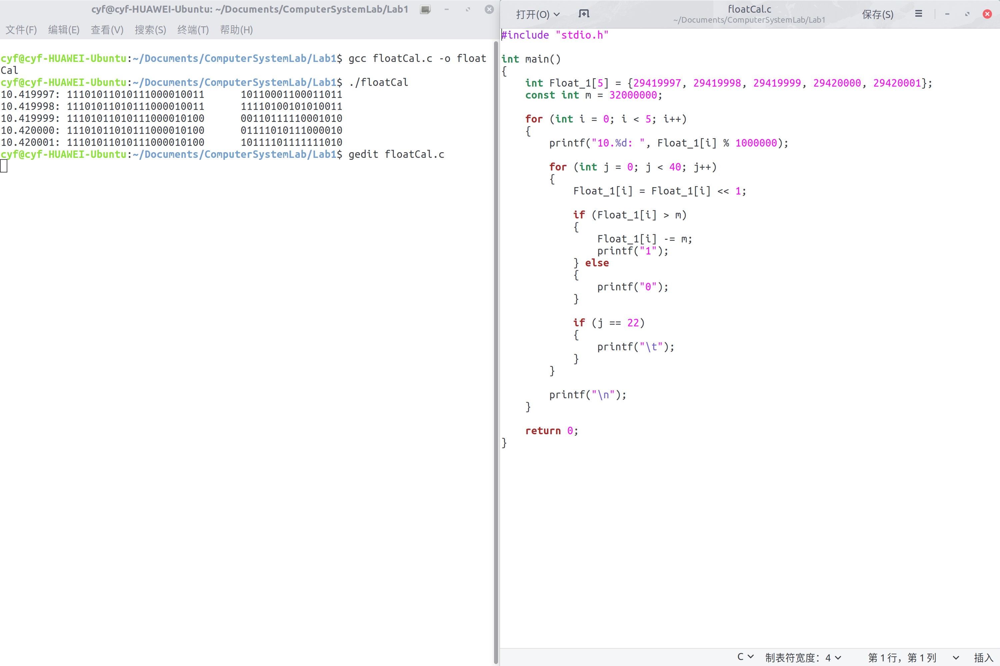 cyf@cyf-HUAWEI-Ubuntu: ~/Documents/ComputerSystemLab/Lab1
文件(F) 编辑(E) 查看(V) 搜索(S) 终端(T) 帮助(H)
cyf@cyf-HUAWEI-Ubuntu:~/Documents/ComputerSystemLab/Lab1$ gcc floatCal.c -o float
Cal
cyf@cyf-HUAWEI-Ubuntu:~/Documents/ComputerSystemLab/Lab1$ ./floatCal
10.419997: 11101011010111000010011 10110001100011011
10.419998: 11101011010111000010011 11110100101010011
10.419999: 11101011010111000010100 00110111110001010
10.420000: 11101011010111000010100 01111010111000010
10.420001: 11101011010111000010100 10111101111111010
cyf@cyf-HUAWEI-Ubuntu:~/Documents/ComputerSystemLab/Lab1$ gedit floatCal.c
打开(O)
floatCal.c
~/Documents/ComputerSystemLab/Lab1
保存(S)
#include "stdio.h"
int main()
{
int Float_1[5] = {29419997, 29419998, 29419999, 29420000, 29420001};
const int m = 32000000;
for (int i = 0; i < 5; i++)
{
printf("10.%d: ", Float_1[i] % 1000000);
for (int j = 0; j < 40; j++)
{
Float_1[i] = Float_1[i] << 1;
if (Float_1[i] > m)
{
Float_1[i] -= m;
printf("1");
} else
{
printf("0");
}
if (j == 22)
{
printf("\t");
}
}
printf("\n");
}
return 0;
}
C 制表符宽度：4 第 1 行，第 1 列 插入